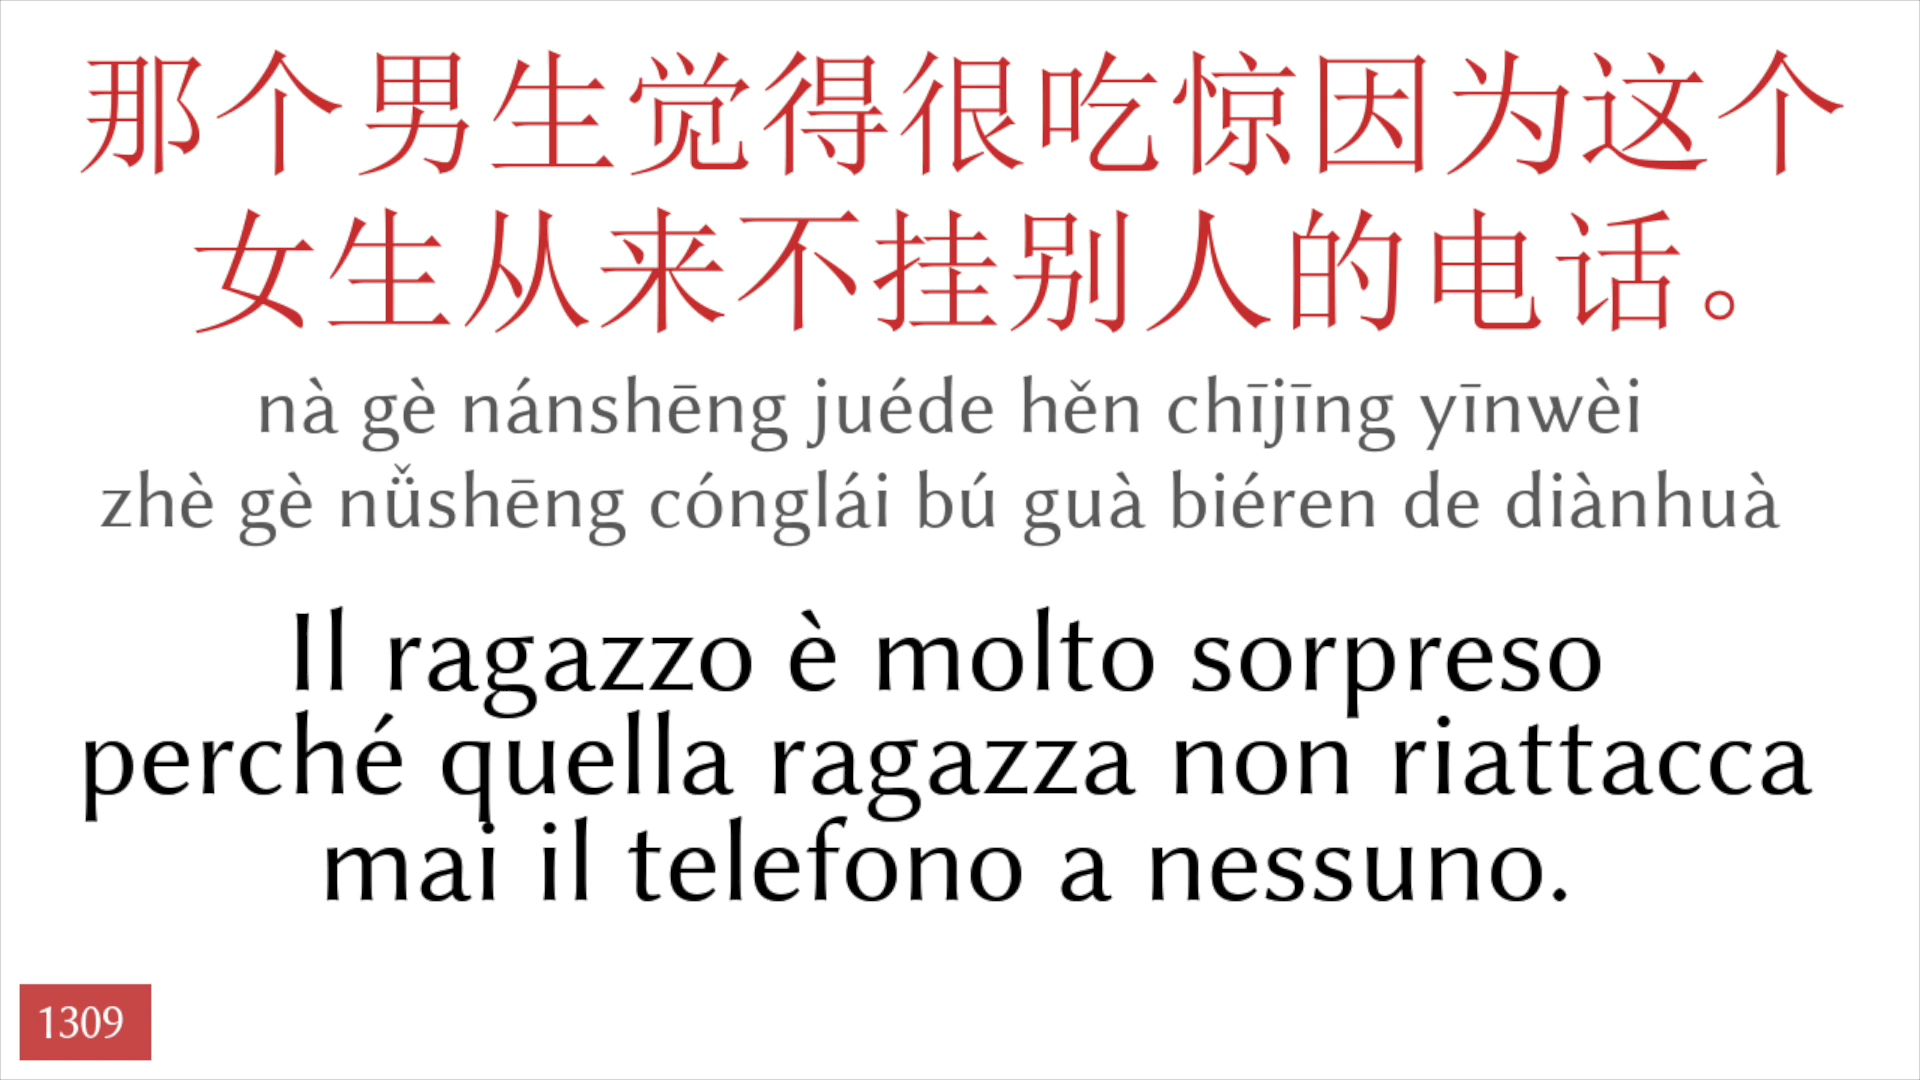 那个男生觉得很吃惊因为这个
女生从来不挂别人的电话。
nà gè nánshēng juéde hěn chījīng yīnwèi
zhè gè nǚshēng cónglái bú guà biéren de diànhuà
Il ragazzo è molto sorpreso
perché quella ragazza non riattacca
mai il telefono a nessuno.
1309